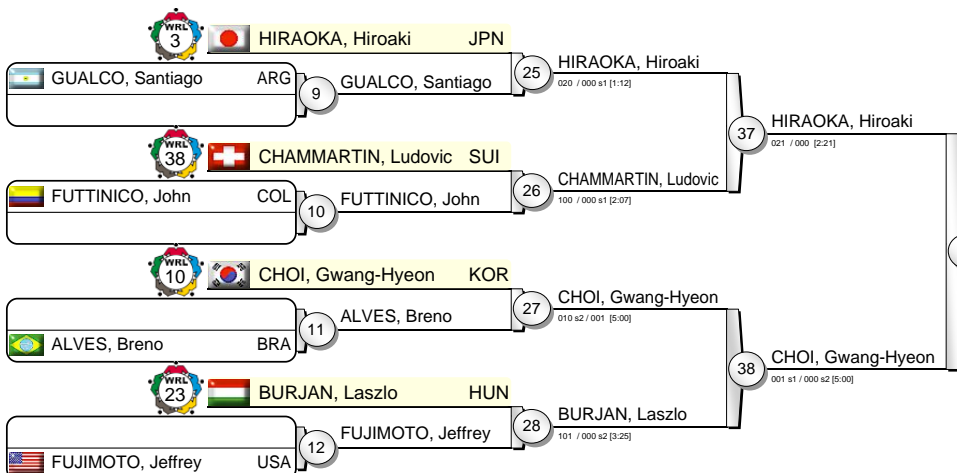 WRL 3 HIRAOKA, Hiroaki JPN
GUALCO, Santiago ARG
9
GUALCO, Santiago
25
HIRAOKA, Hiroaki
020 / 000 s1 [1:12]
37
HIRAOKA, Hiroaki
021 / 000 [2:21]
WRL 38 CHAMMARTIN, Ludovic SUI
FUTTINICO, John COL
10
FUTTINICO, John
26
CHAMMARTIN, Ludovic
100 / 000 s1 [2:07]
WRL 10 CHOI, Gwang-Hyeon KOR
ALVES, Breno BRA
11
ALVES, Breno
27
CHOI, Gwang-Hyeon
010 s2 / 001 [5:00]
38
CHOI, Gwang-Hyeon
001 s1 / 000 s2 [5:00]
WRL 23 BURJAN, Laszlo HUN
FUJIMOTO, Jeffrey USA
12
FUJIMOTO, Jeffrey
28
BURJAN, Laszlo
101 / 000 s2 [3:25]